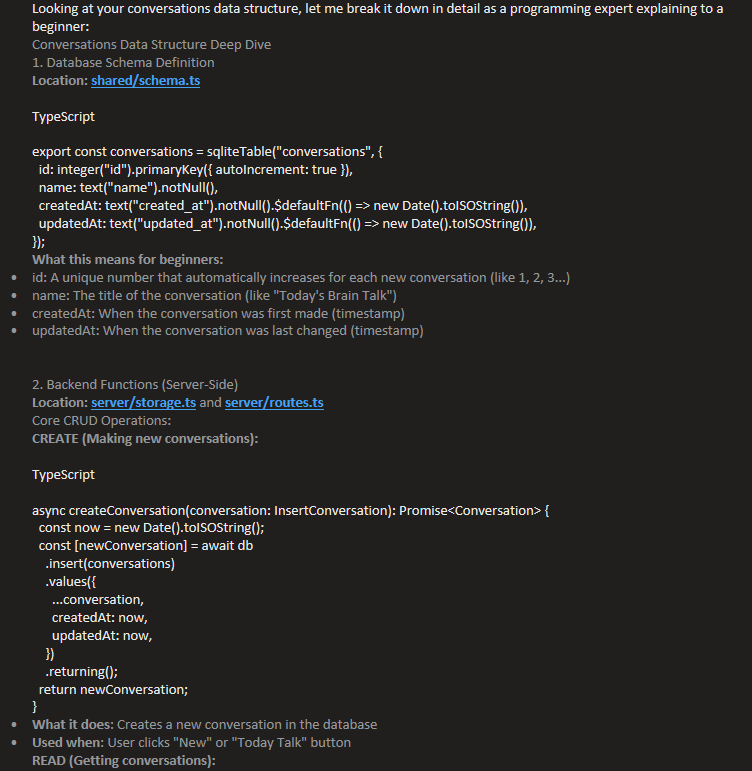 Looking at your conversations data structure, let me break it down in detail as a programming expert explaining to a
beginner:
Conversations Data Structure Deep Dive
1. Database Schema Definition
Location: shared/schema.ts
TypeScript
export const conversations = sqliteTable("conversations", {
id: integer("id").primaryKey({ autoIncrement: true }),
name: text("name").notNull(),
createdAt: text("created_at").notNull().$defaultFn(() => new Date().toISOString()),
updatedAt: text("updated_at").notNull().$defaultFn(() => new Date().toISOString()),
});
What this means for beginners:
• id: A unique number that automatically increases for each new conversation (like 1, 2, 3...)
• name: The title of the conversation (like "Today's Brain Talk")
• createdAt: When the conversation was first made (timestamp)
• updatedAt: When the conversation was last changed (timestamp)
2. Backend Functions (Server-Side)
Location: server/storage.ts and server/routes.ts
Core CRUD Operations:
CREATE (Making new conversations):
TypeScript
async createConversation(conversation: InsertConversation): Promise<Conversation> {
const now = new Date().toISOString();
const [newConversation] = await db
.insert(conversations)
.values({
...conversation,
createdAt: now,
updatedAt: now,
})
.returning();
return newConversation;
}
• What it does: Creates a new conversation in the database
• Used when: User clicks "New" or "Today Talk" button
READ (Getting conversations):